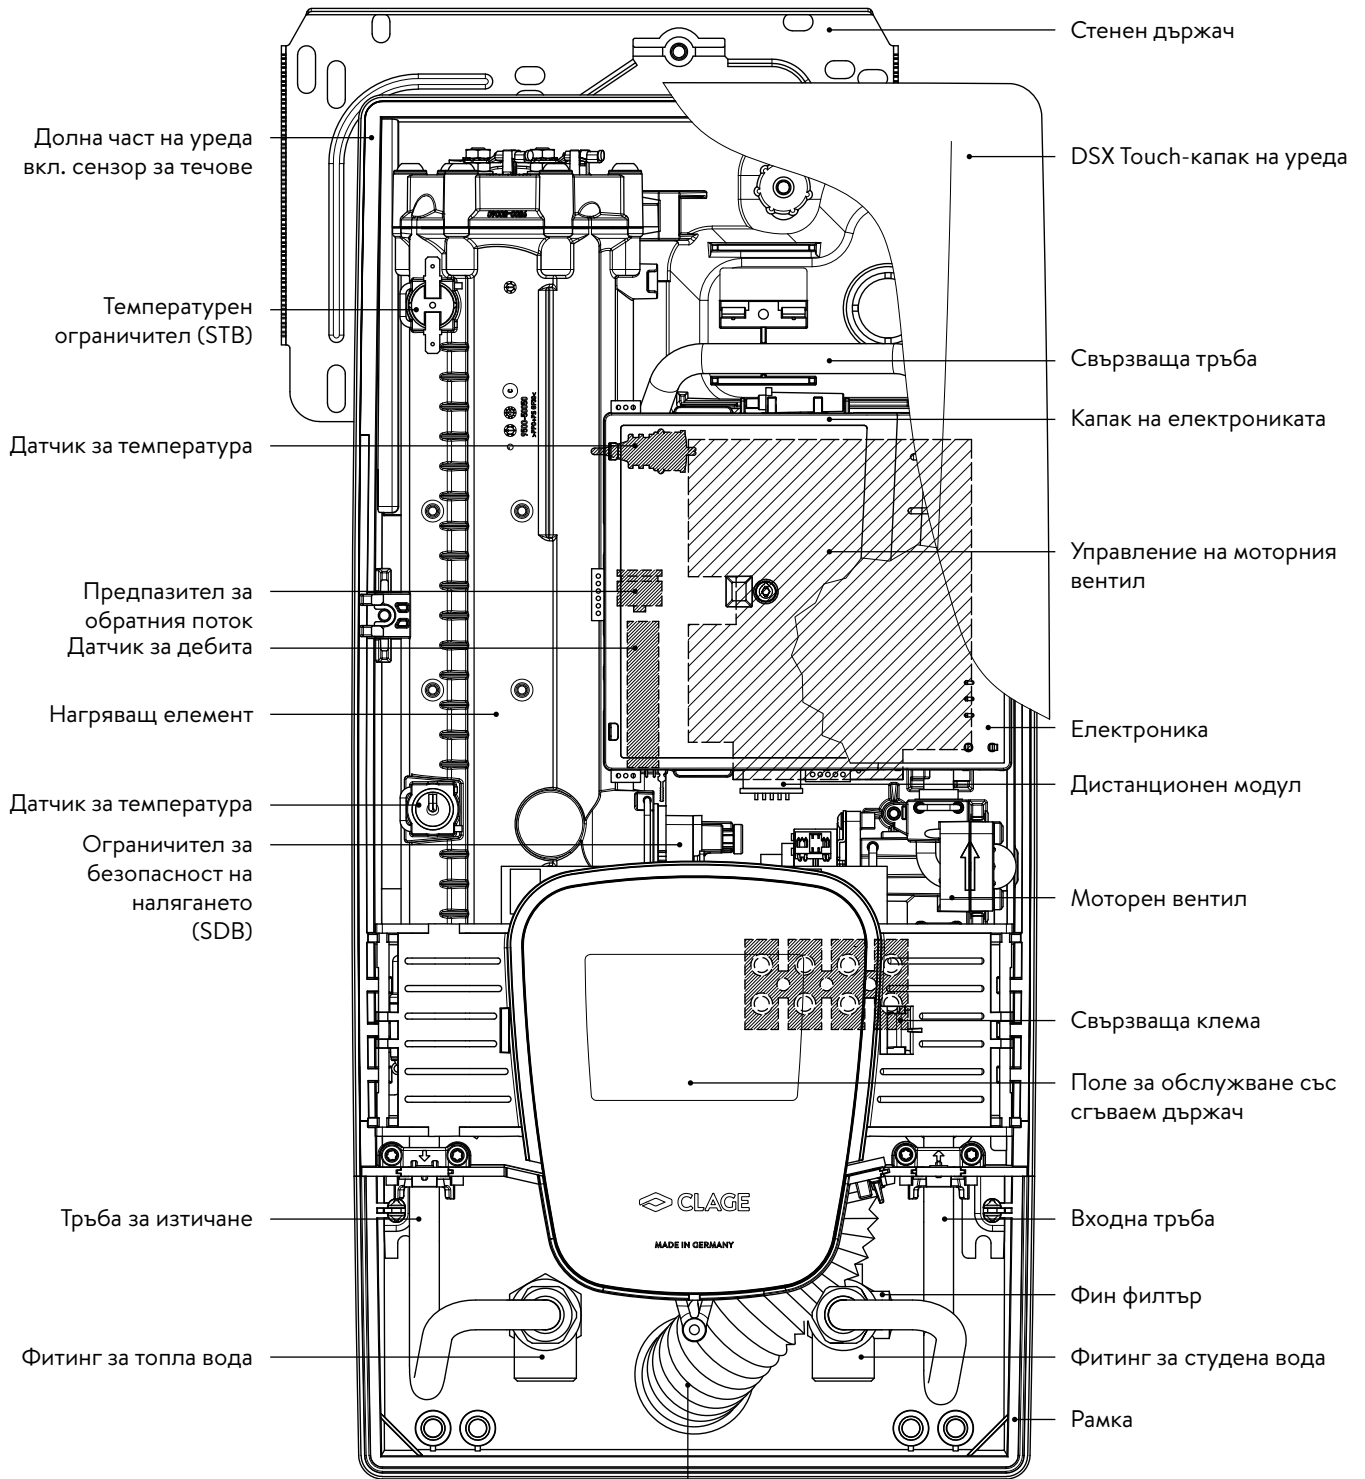 Стенен държач
Долна част на уреда
вкл. сензор за течове
DSX Touch-капак на уреда
Температурен
ограничител (STB)
Свързваща тръба
Капак на електрониката
Датчик за температура
Управление на моторния
вентил
Предпазител за
обратния поток
Датчик за дебита
Нагряващ елемент
Електроника
Дистанционен модул
Датчик за температура
Ограничител за
безопасност на
налягането
(SDB)
Моторен вентил
Свързваща клема
Поле за обслужване със
сгъваем държач
CLAGE
MADE IN GERMANY
Тръба за изтичане
Входна тръба
Фин филтър
Фитинг за топла вода
Фитинг за студена вода
Рамка